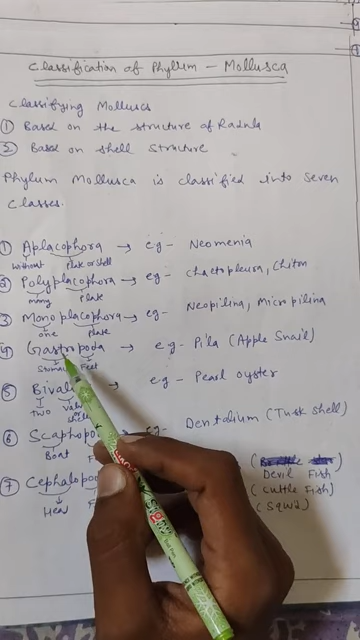 Classification of Phylum - Mollusca
Classifying Molluscs
① Based on the structure of Radula
② Based on shell structure
Phylum Mollusca is classified into seven
classes.
① Aplacophora → eg - Neomenia
without Plate or shell
② Polyplacophora → eg - chaetopleura, Chiton
many Plate
③ Monoplacophora → eg - Neopilina, Micropilina
one Plate
④ Gastropoda → eg - Pila (Apple Snail)
Stomach Feet
⑤ Bival → eg - Pearl oyster
Two
⑥ Scaphopo eg - Dentalium (Tusk shell)
Boat
⑦ Cephalopo Devil Fish
Hea (Cuttle Fish)
(Squid)